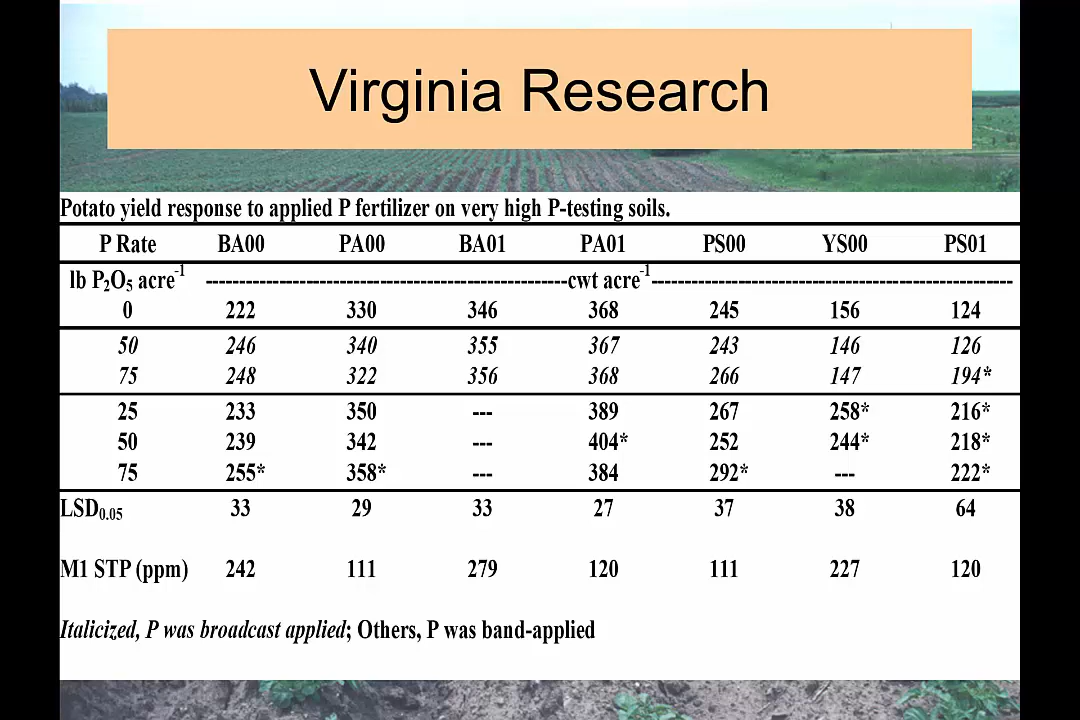 Virginia Research
Potato yield response to applied P fertilizer on very high P-testing soils.
P Rate BA00 PA00 BA01 PA01 PS00 YS00 PS01
lb P₂O₅ acre⁻¹ ------------------------------------------------------cwt acre⁻¹------------------------------------------------------
0 222 330 346 368 245 156 124
50 246 340 355 367 243 146 126
75 248 322 356 368 266 147 194*
25 233 350 --- 389 267 258* 216*
50 239 342 --- 404* 252 244* 218*
75 255* 358* --- 384 292* --- 222*
LSD₀.₀₅ 33 29 33 27 37 38 64
M1 STP (ppm) 242 111 279 120 111 227 120
Italicized, P was broadcast applied; Others, P was band-applied